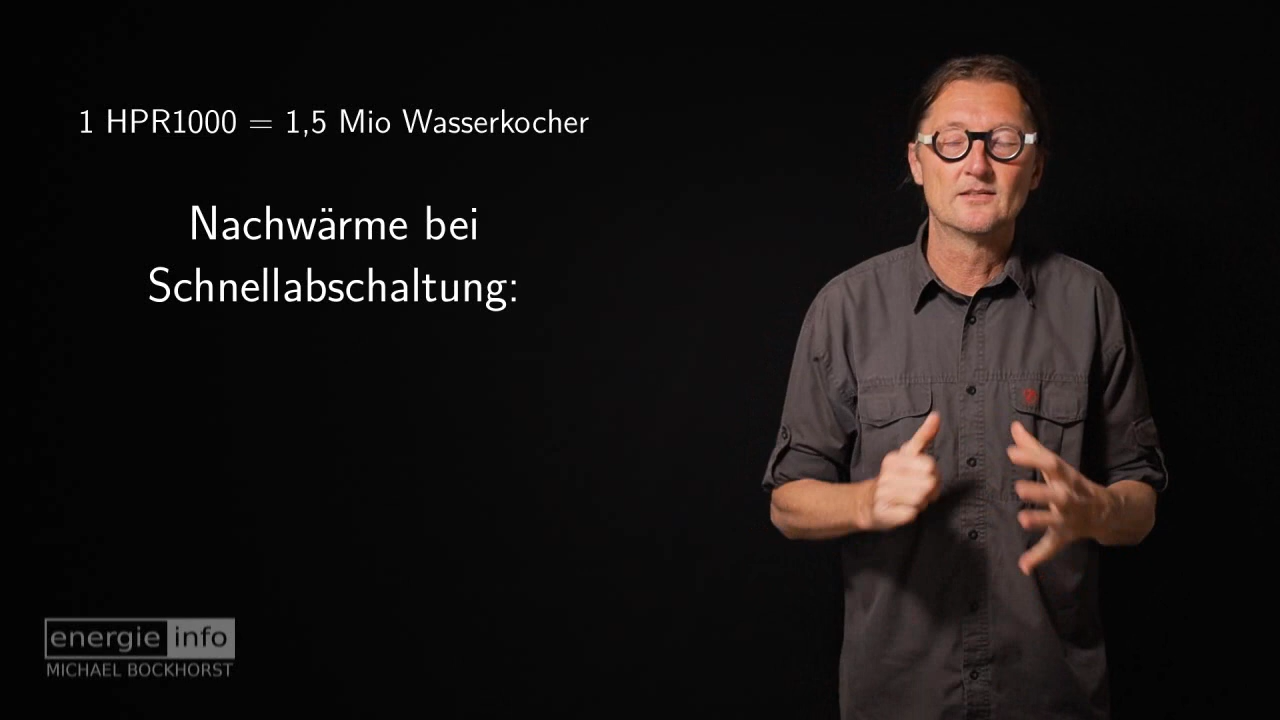 1 HPR1000 = 1,5 Mio Wasserkocher
Nachwärme bei
Schnellabschaltung:
energie info
MICHAEL BOCKHORST